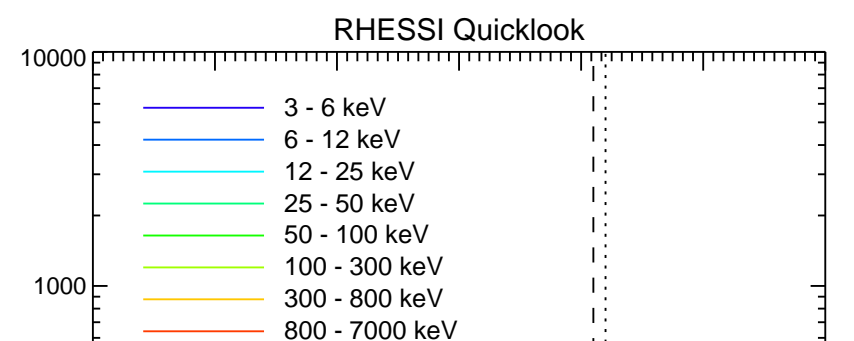 RHESSI Quicklook
10000
3 - 6 keV
6 - 12 keV
12 - 25 keV
25 - 50 keV
50 - 100 keV
100 - 300 keV
1000
300 - 800 keV
800 - 7000 keV